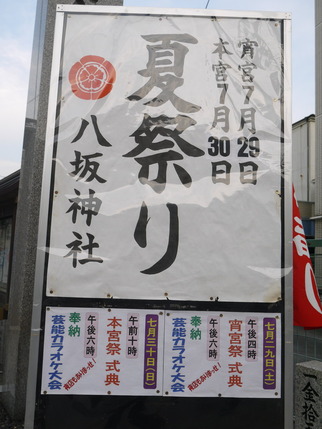 宵宮7月29日
本宮7月30日
夏祭り
八坂神社
七月二九日(土)
午後四時
宵宮祭 式典
午後六時
奉納
芸能カラオケ大会
七月三十日(日)
午前十時
本宮祭 式典
午後六時
奉納
芸能カラオケ大会
金拾